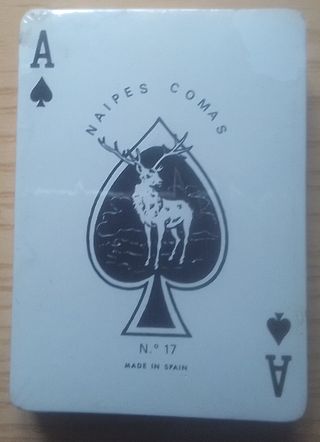 A
NAIPES COMAS
N.º 17
MADE IN SPAIN
A